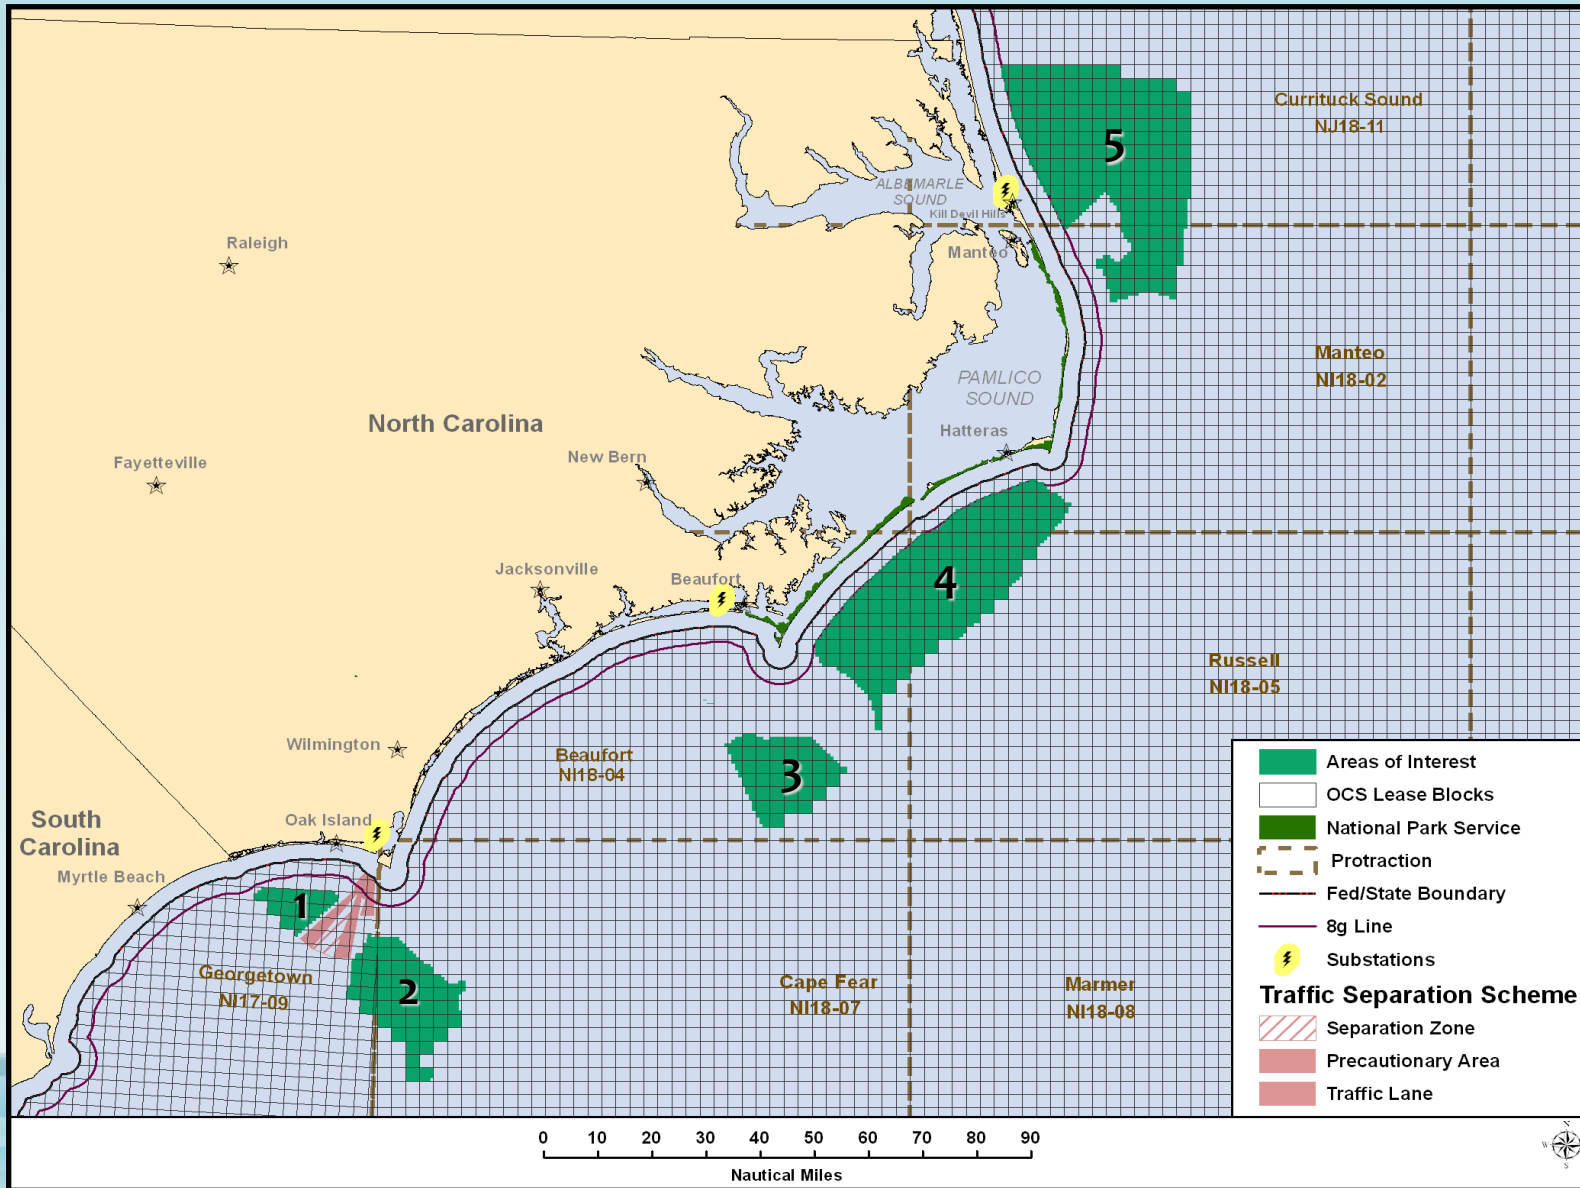 Currituck Sound
NJ18-11
5
ALBEMARLE
SOUND
Kill Devil Hills
Manteo
Raleigh
Manteo
NI18-02
PAMLICO
SOUND
North Carolina
Hatteras
New Bern
Fayetteville
Jacksonville
Beaufort
4
Russell
NI18-05
Wilmington
Beaufort
NI18-04
3
Oak Island
South
Carolina
Myrtle Beach
1
Georgetown
NI17-09
2
Cape Fear
NI18-07
Marmer
NI18-08
Areas of Interest
OCS Lease Blocks
National Park Service
Protraction
Fed/State Boundary
8g Line
Substations
Traffic Separation Scheme
Separation Zone
Precautionary Area
Traffic Lane
0 10 20 30 40 50 60 70 80 90
Nautical Miles
N
W
S